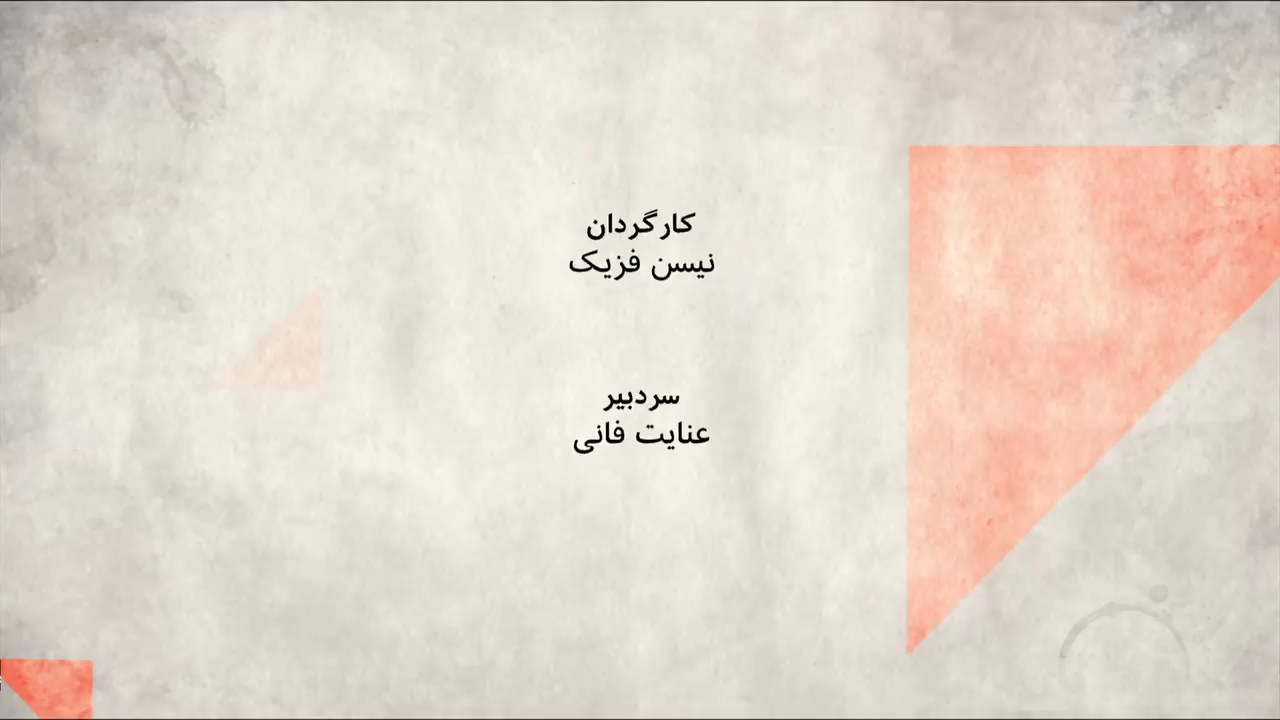 کارگردان
نیسن فزیک
سردبیر
عنایت فانی